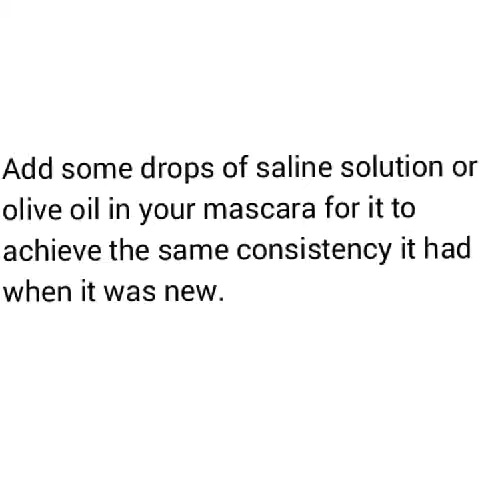 Add some drops of saline solution or
olive oil in your mascara for it to
achieve the same consistency it had
when it was new.